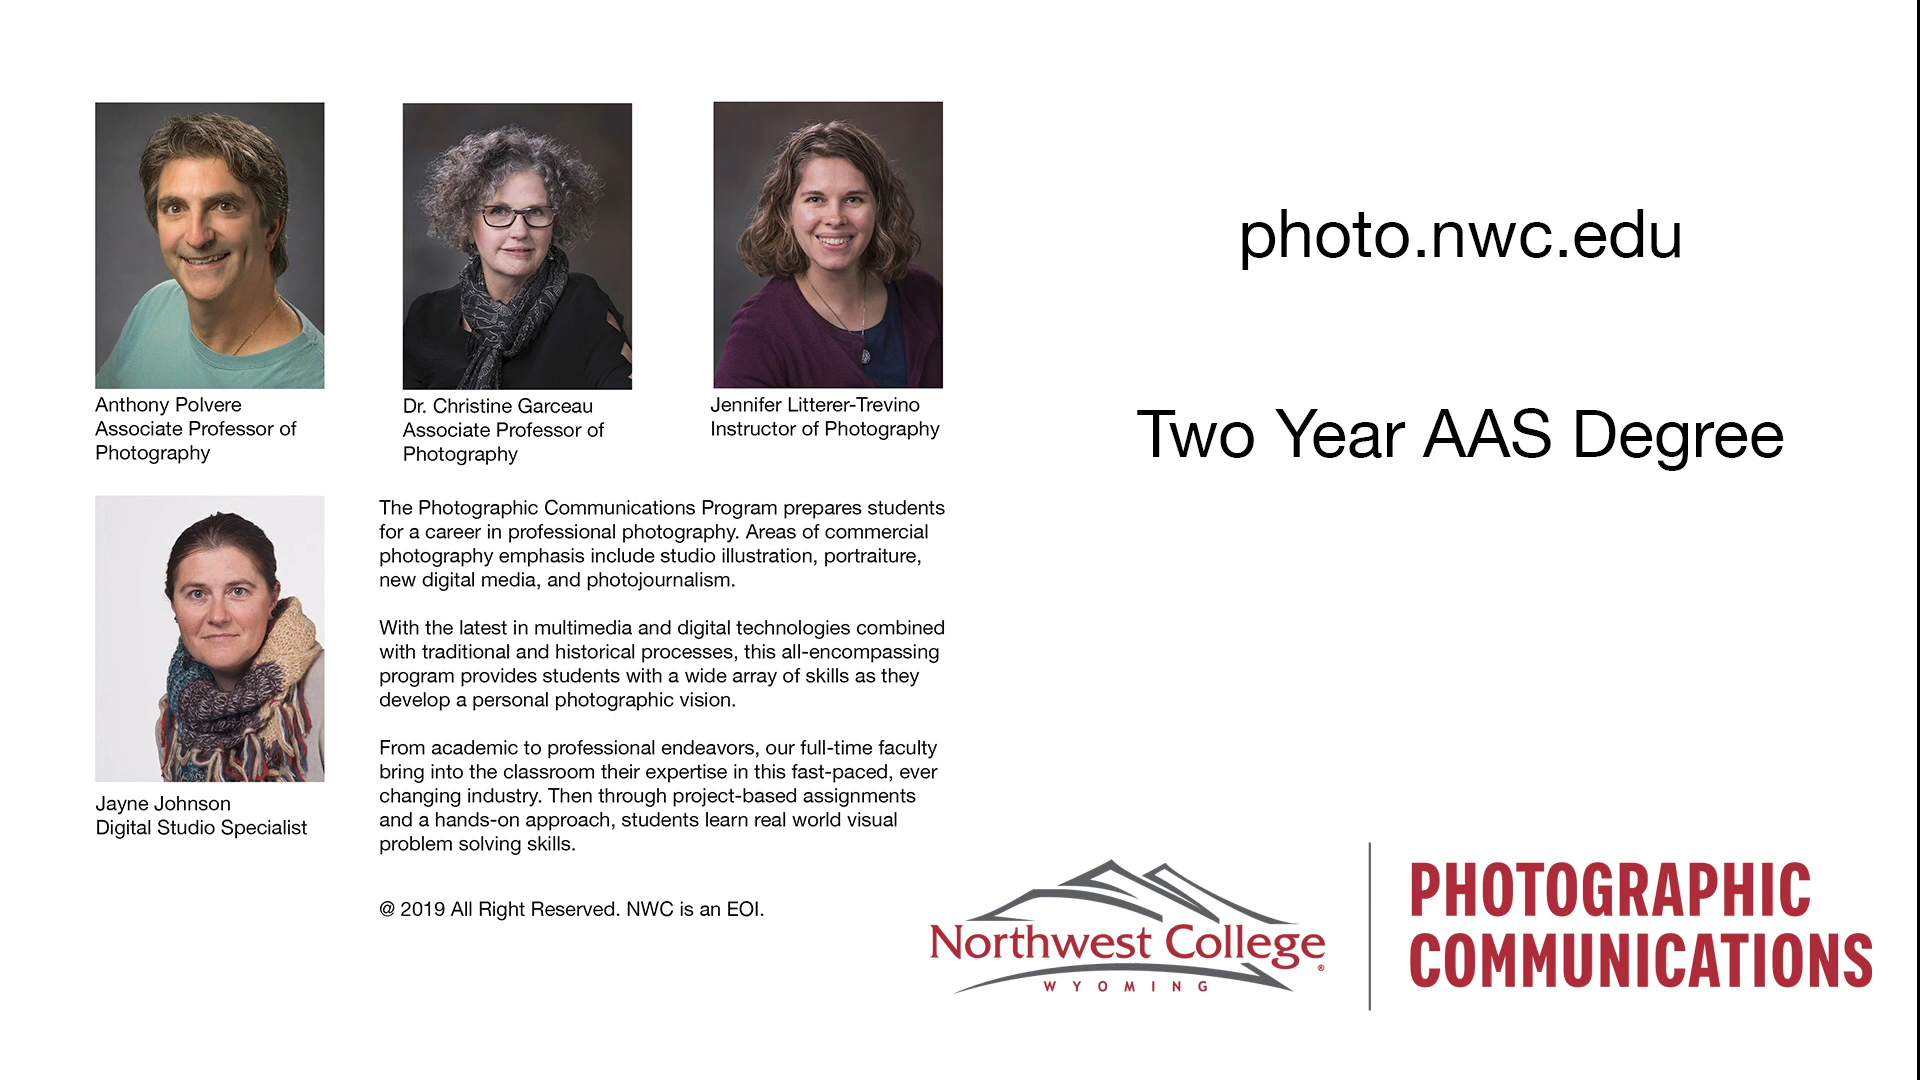 Anthony Polvere
Associate Professor of
Photography
Dr. Christine Garceau
Associate Professor of
Photography
Jennifer Litterer-Trevino
Instructor of Photography
Jayne Johnson
Digital Studio Specialist
The Photographic Communications Program prepares students
for a career in professional photography. Areas of commercial
photography emphasis include studio illustration, portraiture,
new digital media, and photojournalism.
With the latest in multimedia and digital technologies combined
with traditional and historical processes, this all-encompassing
program provides students with a wide array of skills as they
develop a personal photographic vision.
From academic to professional endeavors, our full-time faculty
bring into the classroom their expertise in this fast-paced, ever
changing industry. Then through project-based assignments
and a hands-on approach, students learn real world visual
problem solving skills.
@ 2019 All Right Reserved. NWC is an EOI.
photo.nwc.edu
Two Year AAS Degree
Northwest College®
WYOMING
PHOTOGRAPHIC
COMMUNICATIONS